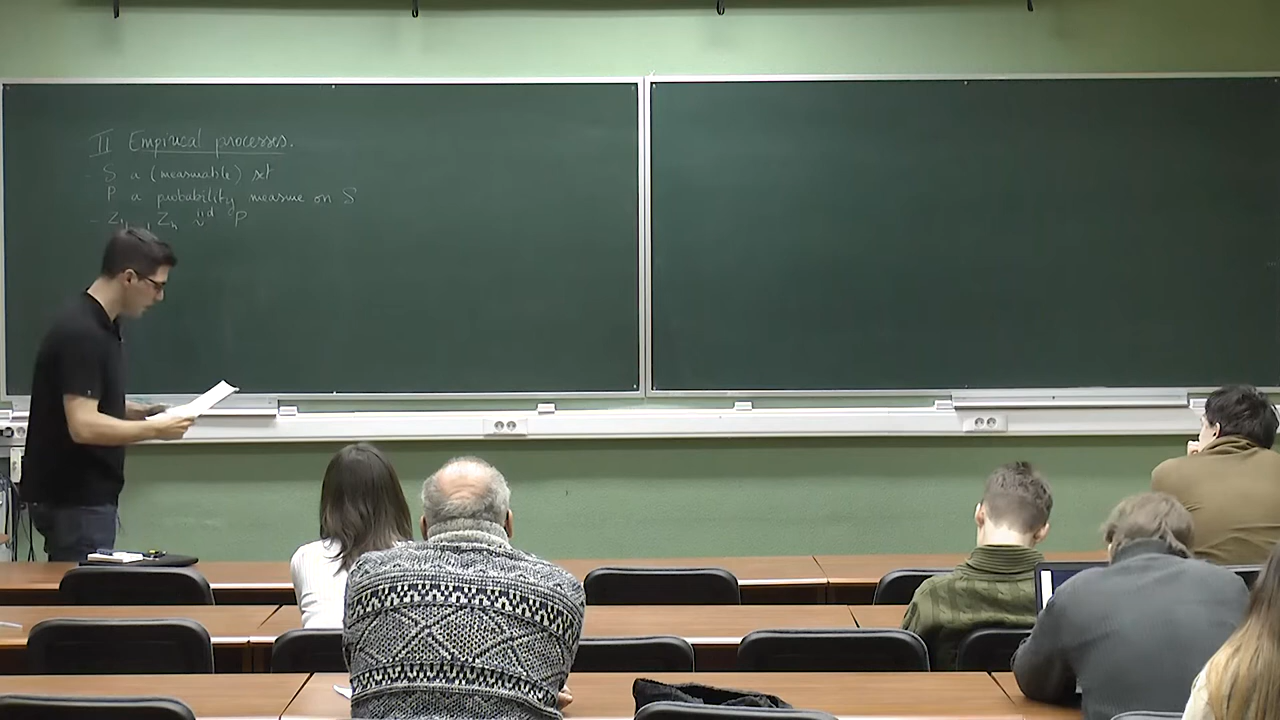 II Empirical processes.
- S a (measurable) set
P a probability measure on S
- Z₁, ..., Zₙ iid ~ P